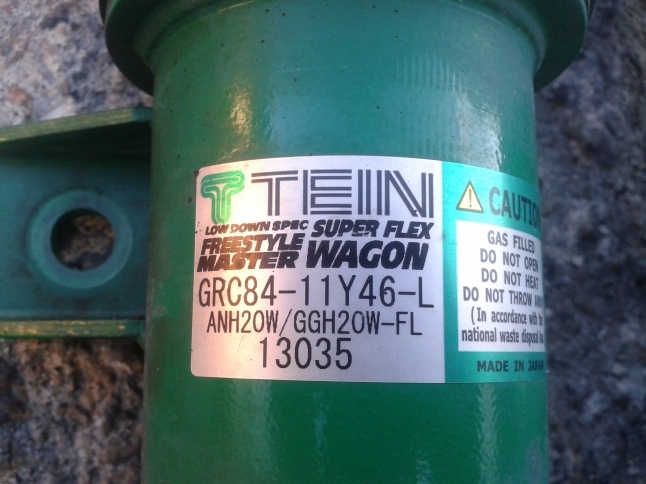 TEIN
LOW DOWN SPEC SUPER FLEX
FREESTYLE
MASTER WAGON
GRC84-11Y46-L
ANH20W/GGH20W-FL
13035
CAUTION
GAS FILLED
DO NOT OPEN
DO NOT HEAT
DO NOT THROW
(In accordance with the
national waste disposal
MADE IN JAPAN